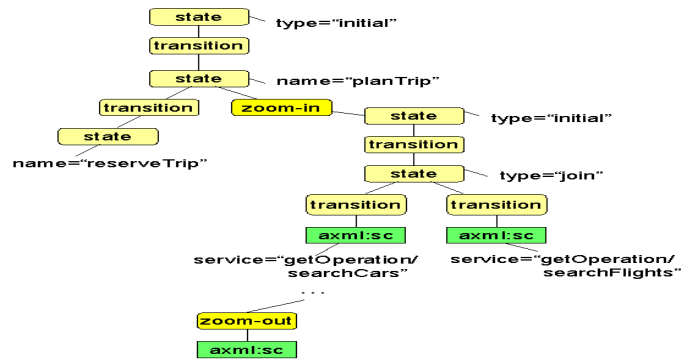 state
type="initial"
transition
state
name="planTrip"
transition
zoom-in
state
type="initial"
state
name="reserveTrip"
transition
state
type="join"
transition
transition
axml:sc
axml:sc
service="getOperation/
searchCars"
service="getOperation/
searchFlights"
...
zoom-out
axml:sc